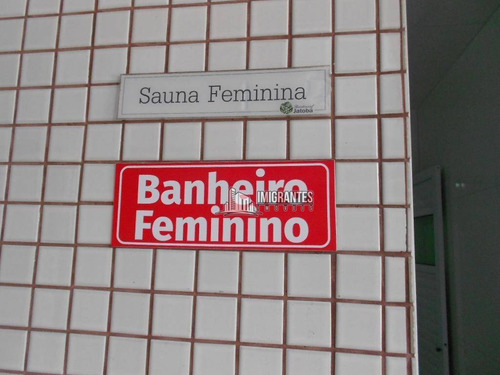 Sauna Feminina
Jatobá
Banheiro
Feminino
IMIGRANTES